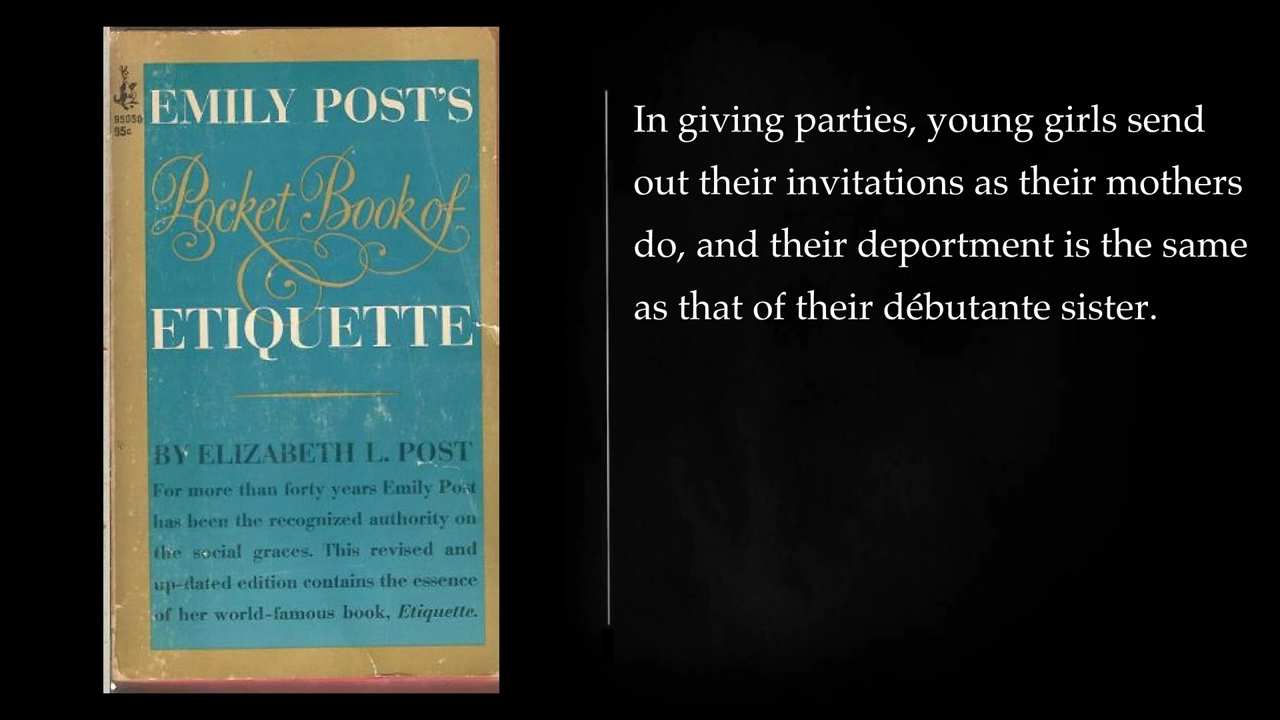 EMILY POST'S
Pocket Book of
ETIQUETTE
95050
95c
BY ELIZABETH L. POST
For more than forty years Emily Post
has been the recognized authority on
the social graces. This revised and
up-dated edition contains the essence
of her world-famous book, Etiquette.
In giving parties, young girls send
out their invitations as their mothers
do, and their deportment is the same
as that of their débutante sister.